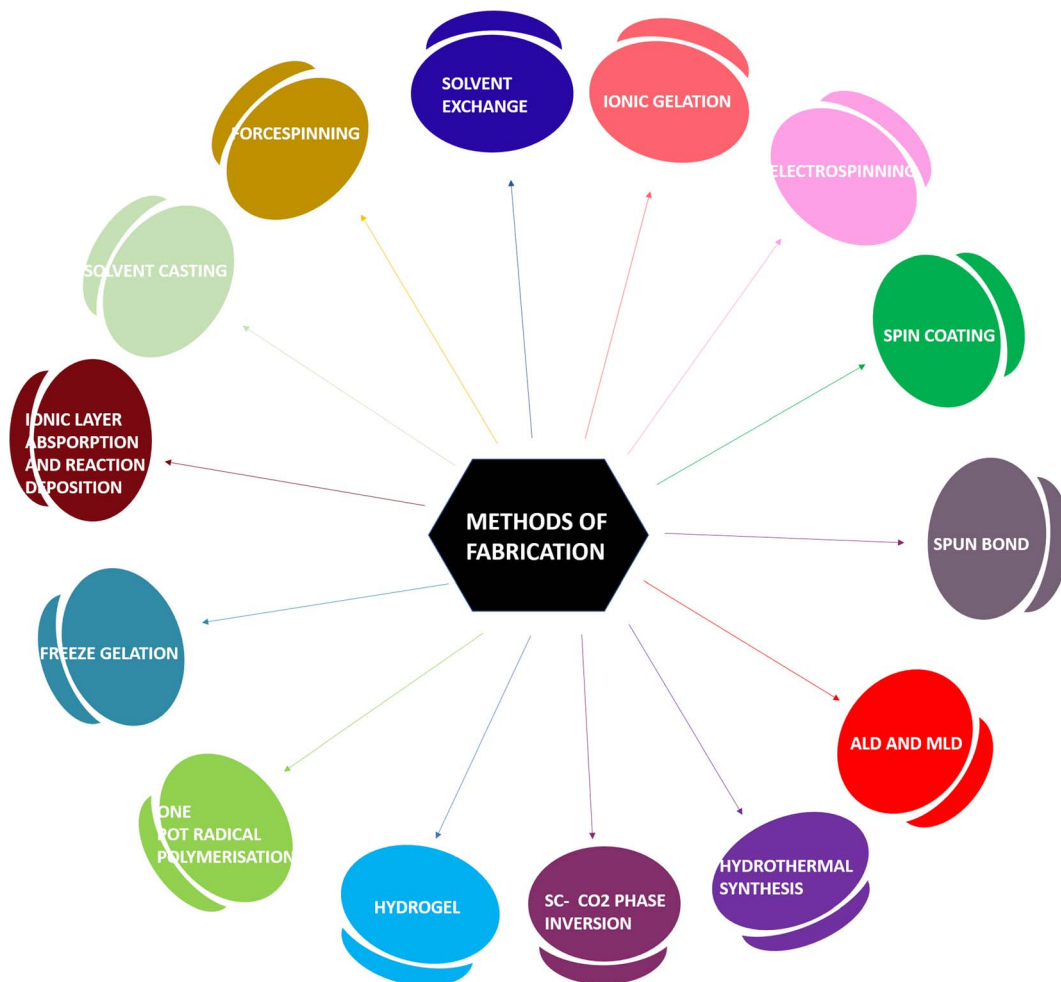 SOLVENT
EXCHANGE
IONIC GELATION
FORCESPINNING
ELECTROSPINNING
SOLVENT CASTING
SPIN COATING
IONIC LAYER
ABSPORPTION
AND REACTION
DEPOSITION
METHODS OF
FABRICATION
SPUN BOND
FREEZE GELATION
ALD AND MLD
ONE
POT RADICAL
POLYMERISATION
HYDROTHERMAL
SYNTHESIS
HYDROGEL
SC- CO2 PHASE
INVERSION